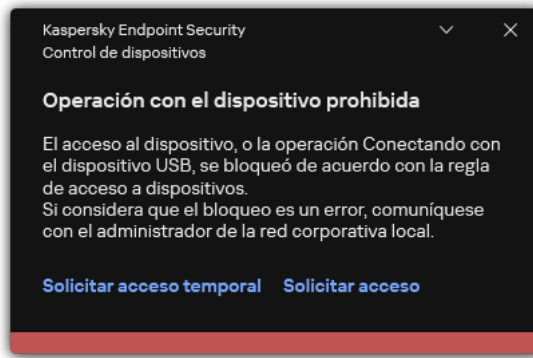 Kaspersky Endpoint Security
Control de dispositivos
Operación con el dispositivo prohibida
El acceso al dispositivo, o la operación Conectando con
el dispositivo USB, se bloqueó de acuerdo con la regla
de acceso a dispositivos.
Si considera que el bloqueo es un error, comuníquese
con el administrador de la red corporativa local.
Solicitar acceso temporal Solicitar acceso